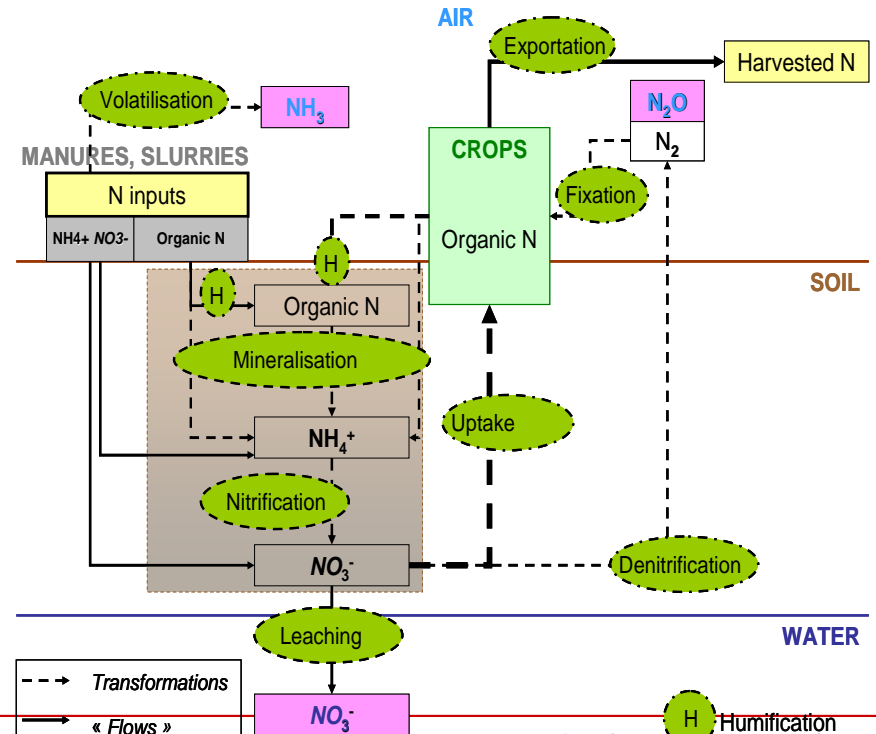 AIR
Exportation
Harvested N
Volatilisation
NH3
N2O
N2
MANURES, SLURRIES
CROPS
N inputs
Fixation
NH4+ NO3-
Organic N
Organic N
H
SOIL
H
Organic N
Mineralisation
Uptake
NH4+
Nitrification
NO3-
Denitrification
Leaching
WATER
Transformations
NO3-
« Flows »
H Humification